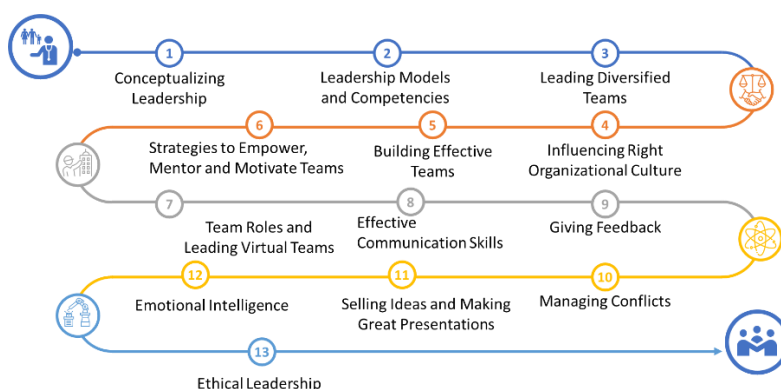 1
2
3
Conceptualizing
Leadership
Leadership Models
and Competencies
Leading Diversified
Teams
6
5
4
Strategies to Empower,
Mentor and Motivate Teams
Building Effective
Teams
Influencing Right
Organizational Culture
7
8
9
Team Roles and
Leading Virtual Teams
Effective
Communication Skills
Giving Feedback
12
11
10
Emotional Intelligence
Selling Ideas and Making
Great Presentations
Managing Conflicts
13
Ethical Leadership